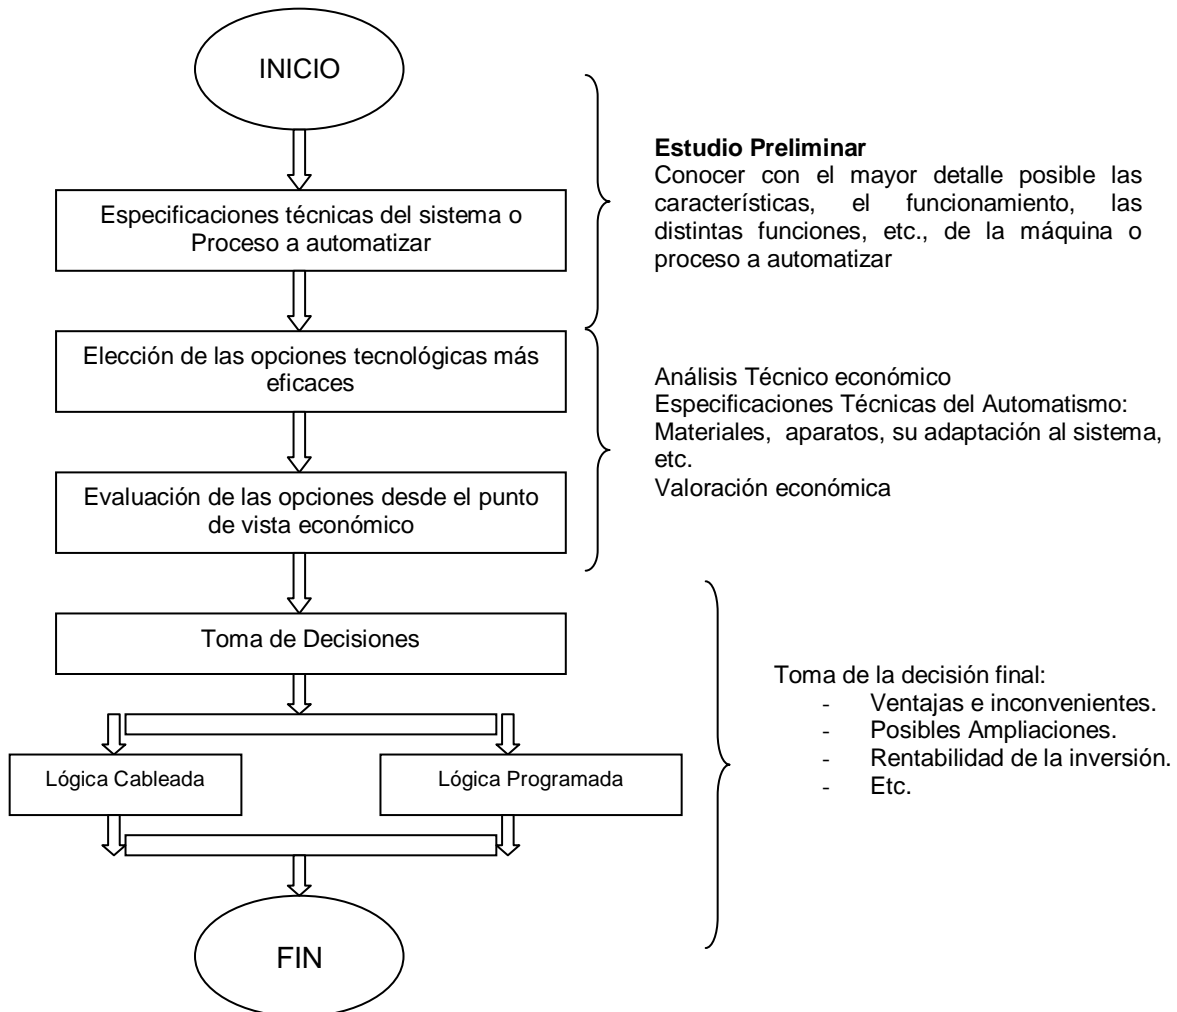 INICIO
Estudio Preliminar
Conocer con el mayor detalle posible las
características, el funcionamiento, las
distintas funciones, etc., de la máquina o
proceso a automatizar
Especificaciones técnicas del sistema o
Proceso a automatizar
Elección de las opciones tecnológicas más
eficaces
Análisis Técnico económico
Especificaciones Técnicas del Automatismo:
Materiales, aparatos, su adaptación al sistema,
etc.
Valoración económica
Evaluación de las opciones desde el punto
de vista económico
Toma de Decisiones
Toma de la decisión final:
- Ventajas e inconvenientes.
- Posibles Ampliaciones.
- Rentabilidad de la inversión.
- Etc.
Lógica Cableada
Lógica Programada
FIN